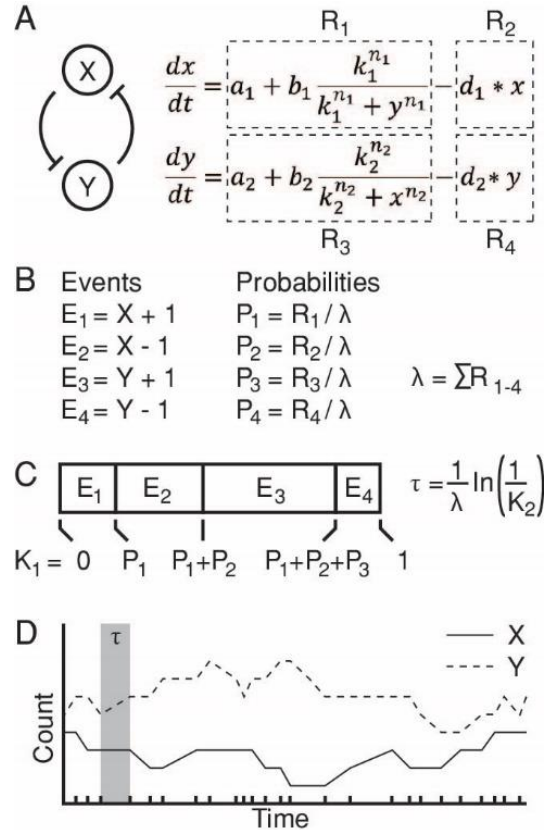 A
X
Y
R₁ R₂
dx/dt = a₁ + b₁ k₁^n₁/(k₁^n₁ + y^n₁) − d₁ * x
dy/dt = a₂ + b₂ k₂^n₂/(k₂^n₂ + x^n₂) − d₂ * y
R₃ R₄
B Events Probabilities
E₁ = X + 1 P₁ = R₁ / λ
E₂ = X - 1 P₂ = R₂ / λ
E₃ = Y + 1 P₃ = R₃ / λ λ = ∑R₁₋₄
E₄ = Y - 1 P₄ = R₄ / λ
C E₁ E₂ E₃ E₄ τ = 1/λ ln(1/K₂)
K₁ = 0 P₁ P₁+P₂ P₁+P₂+P₃ 1
D
τ
X
Y
Count
Time